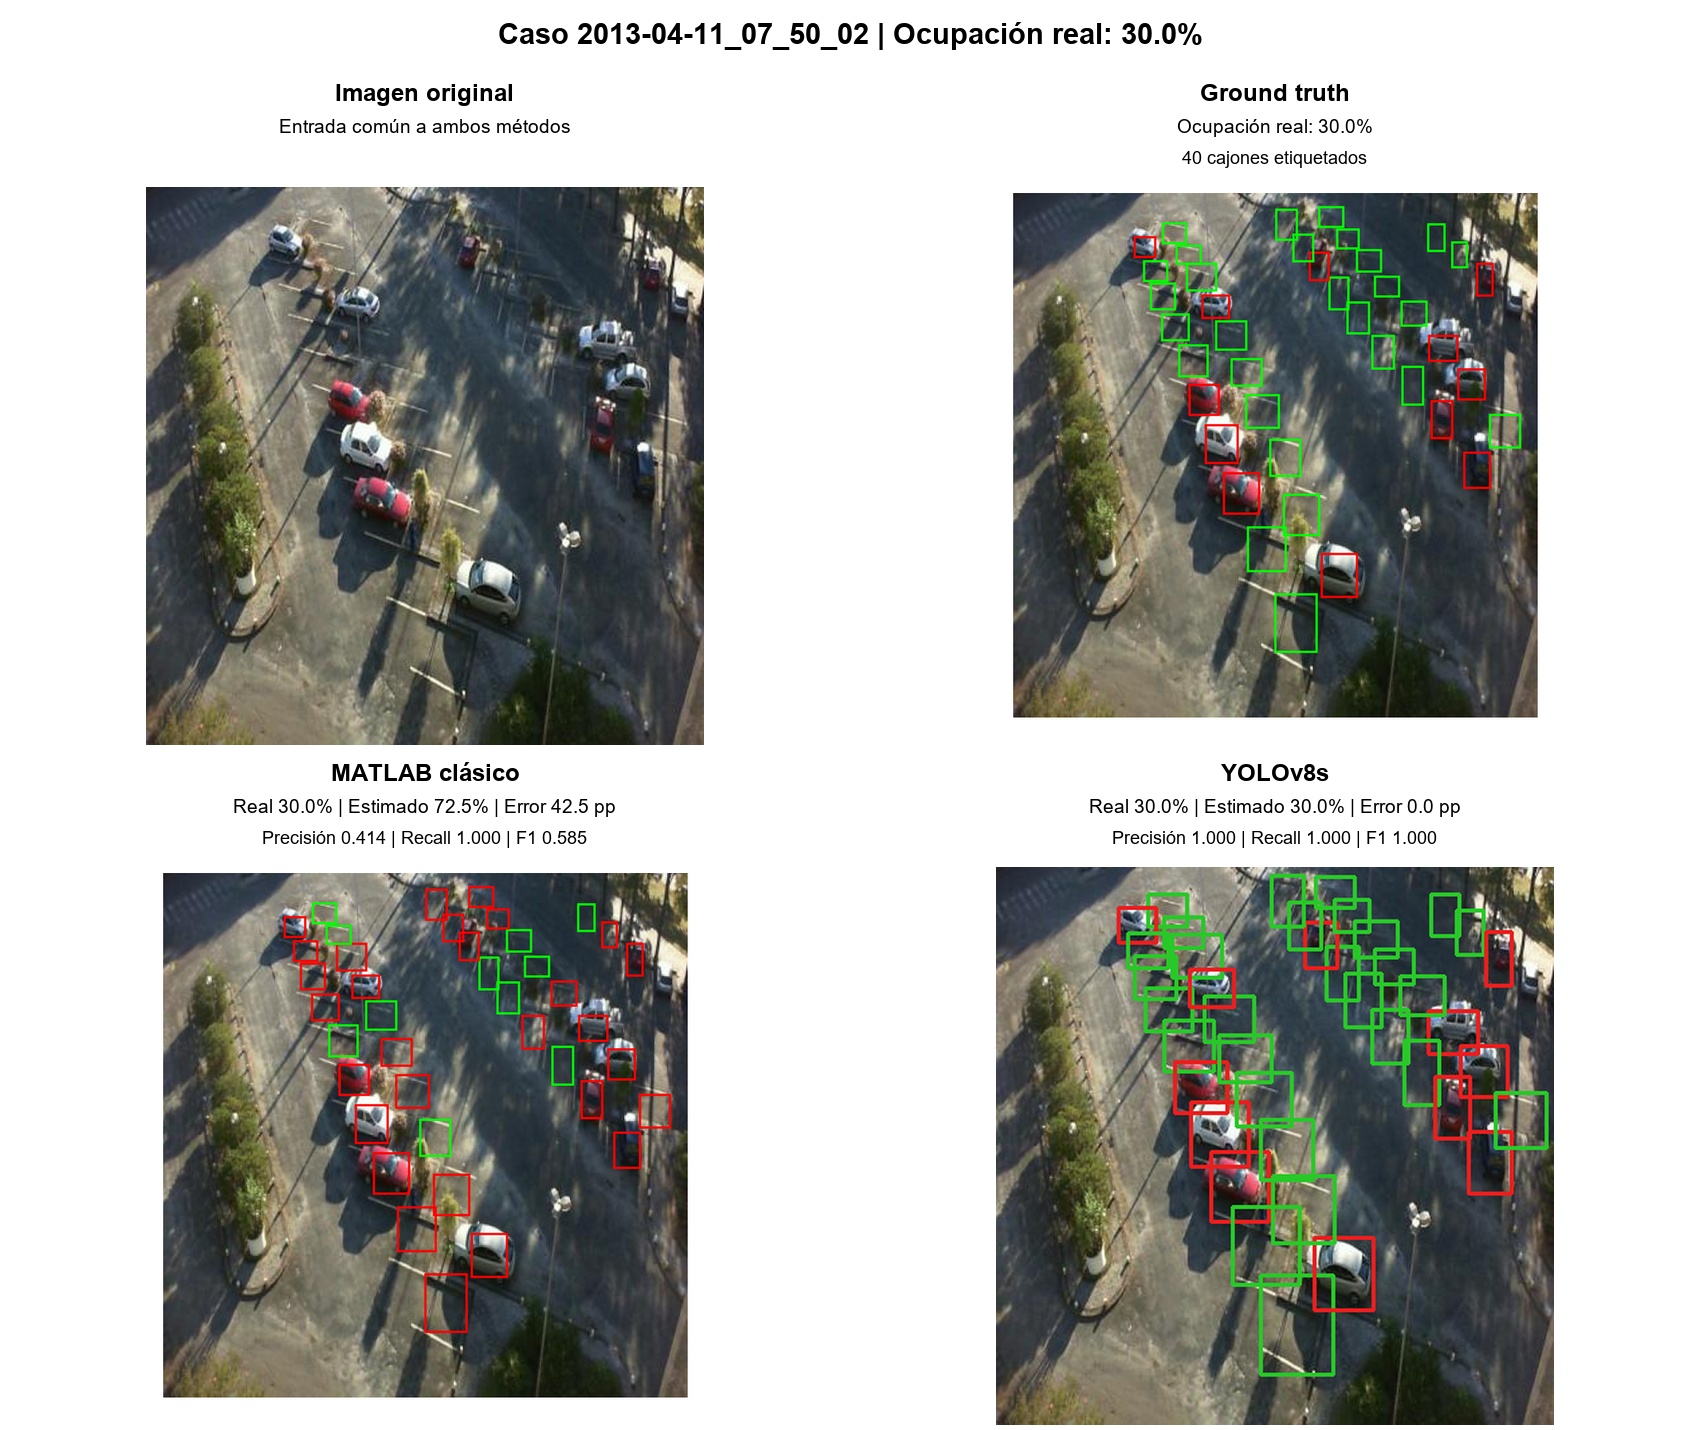 Caso 2013-04-11_07_50_02 | Ocupación real: 30.0%
Imagen original
Entrada común a ambos métodos
Ground truth
Ocupación real: 30.0%
40 cajones etiquetados
MATLAB clásico
Real 30.0% | Estimado 72.5% | Error 42.5 pp
Precisión 0.414 | Recall 1.000 | F1 0.585
YOLOv8s
Real 30.0% | Estimado 30.0% | Error 0.0 pp
Precisión 1.000 | Recall 1.000 | F1 1.000